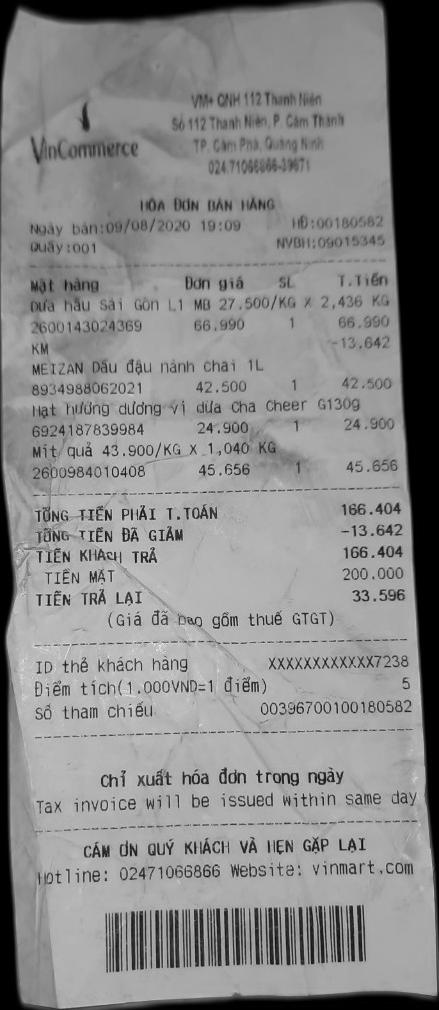 VinCommerce
VM+ QNH 112 Thanh Niên
Số 112 Thanh Niên, P. Cẩm Thành
TP. Cẩm Phả, Quảng Ninh
024.71066866-39671
HÓA ĐƠN BÁN HÀNG
Ngày bán:09/08/2020 19:09 HĐ:00180582
Quầy:001 NVBH:09015345
Mặt hàng Đơn giá SL T.Tiền
Dưa hấu Sài Gòn L1 MB 27.500/KG X 2,436 KG
2600143024369 66.990 1 66.990
KM -13.642
MEIZAN Dầu đậu nành chai 1L
8934988062021 42.500 1 42.500
Hạt hướng dương vị dừa Cha Cheer G130g
6924187839984 24.900 1 24.900
Mít quả 43.900/KG X 1,040 KG
2600984010408 45.656 1 45.656
TỔNG TIỀN PHẢI T.TOÁN 166.404
TỔNG TIỀN ĐÃ GIẢM -13.642
TIỀN KHÁCH TRẢ 166.404
TIỀN MẶT 200.000
TIỀN TRẢ LẠI 33.596
(Giá đã bao gồm thuế GTGT)
ID thẻ khách hàng XXXXXXXXXXXX7238
Điểm tích(1.000VND=1 điểm) 5
Số tham chiếu 00396700100180582
Chỉ xuất hóa đơn trong ngày
Tax invoice will be issued within same day
CẢM ƠN QUÝ KHÁCH VÀ HẸN GẶP LẠI
Hotline: 02471066866 Website: vinmart.com